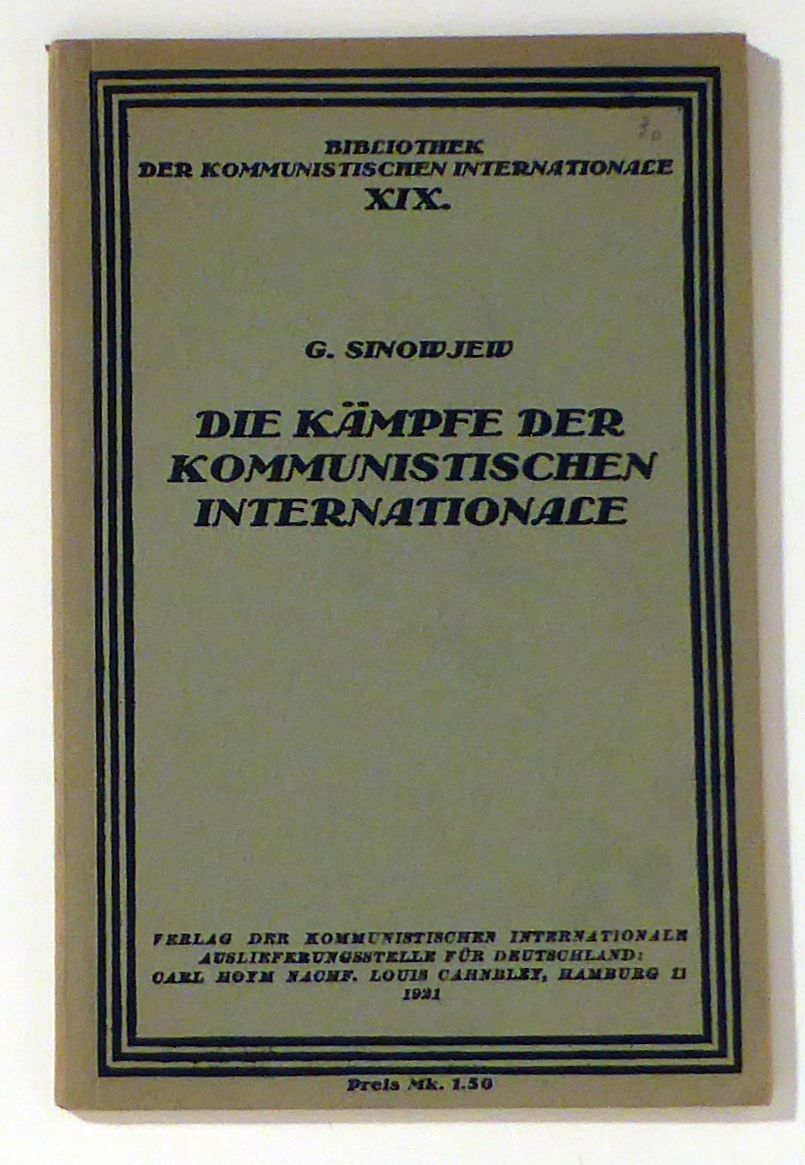 BIBLIOTHEK
DER KOMMUNISTISCHEN INTERNATIONALE
XIX.
G. SINOWJEW
DIE KÄMPFE DER
KOMMUNISTISCHEN
INTERNATIONALE
VERLAG DER KOMMUNISTISCHEN INTERNATIONALE
AUSLIEFERUNGSSTELLE FÜR DEUTSCHLAND:
CARL HOYM NACHF. LOUIS CAHNBLEY, HAMBURG 11
1921
Preis Mk. 1.50